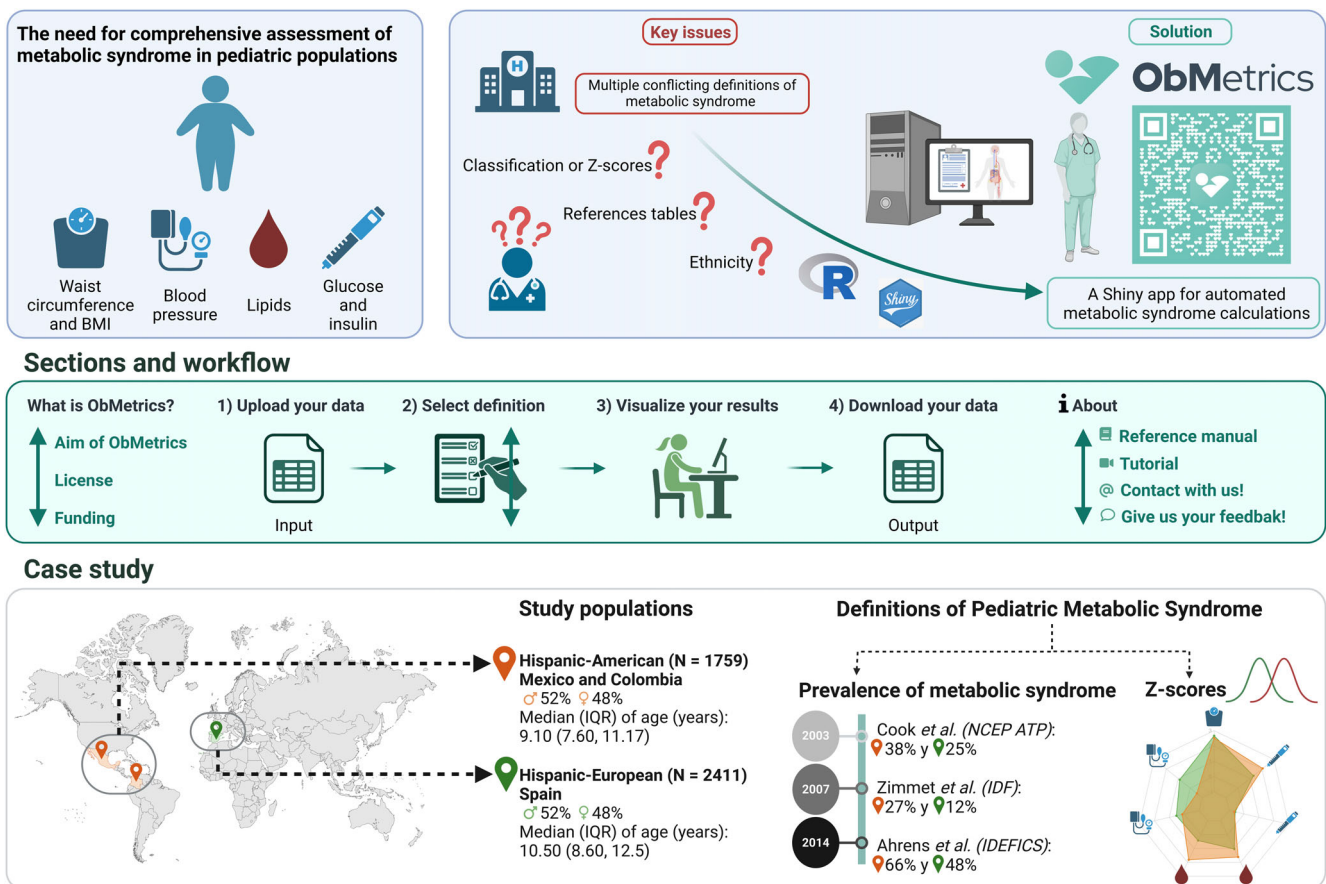 The need for comprehensive assessment of
metabolic syndrome in pediatric populations
Waist
circumference
and BMI
Blood
pressure
Lipids
Glucose
and
insulin
Key issues
H
Multiple conflicting definitions of
metabolic syndrome
Classification or Z-scores?
References tables?
Ethnicity?
???
R
Shiny
Solution
ObMetrics
A Shiny app for automated
metabolic syndrome calculations
Sections and workflow
What is ObMetrics?
Aim of ObMetrics
License
Funding
1) Upload your data
Input
2) Select definition
3) Visualize your results
4) Download your data
Output
i About
Reference manual
Tutorial
@ Contact with us!
Give us your feedbak!
Case study
Study populations
Hispanic-American (N = 1759)
Mexico and Colombia
♂ 52% ♀ 48%
Median (IQR) of age (years):
9.10 (7.60, 11.17)
Hispanic-European (N = 2411)
Spain
♂ 52% ♀ 48%
Median (IQR) of age (years):
10.50 (8.60, 12.5)
Definitions of Pediatric Metabolic Syndrome
Prevalence of metabolic syndrome
2003
Cook et al. (NCEP ATP):
38% y 25%
2007
Zimmet et al. (IDF):
27% y 12%
2014
Ahrens et al. (IDEFICS):
66% y 48%
Z-scores